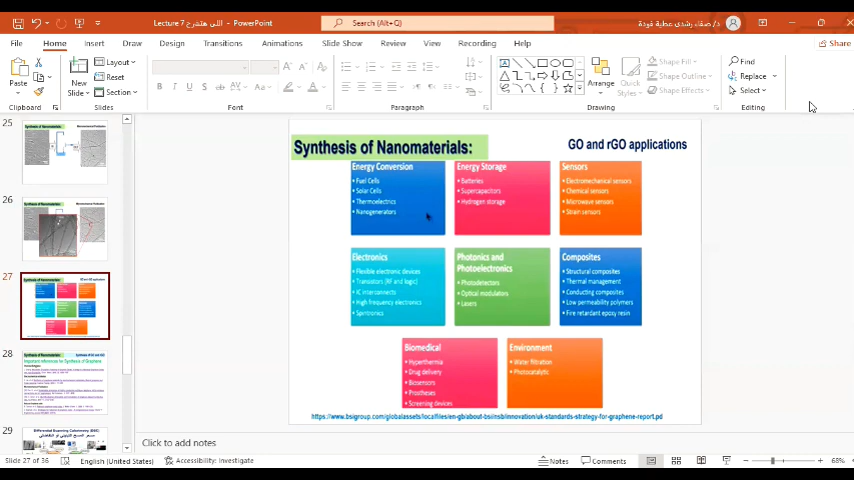 Lecture 7 اللى هتشرح - PowerPoint
Search (Alt+Q)
د/ صفاء رشدى عطية فودة
File Home Insert Draw Design Transitions Animations Slide Show Nanoremovies Review View Recording Help
Share
Paste
New
Slide
Layout
Reset
Section
Arrange
Quick
Styles
Shape Fill
Shape Outline
Shape Effects
Find
Replace
Select
Clipboard Slides Font Paragraph Drawing Editing
25
26
27
28
29
Synthesis of Nanomaterials:
GO and rGO applications
Energy Conversion
• Fuel Cells
• Solar Cells
• Thermoelectrics
• Nanogenerators
Energy Storage
• Batteries
• Supercapacitors
• Hydrogen storage
Sensors
• Electromechanical sensors
• Chemical sensors
• Microwave sensors
• Strain sensors
Electronics
• Flexible electronic devices
• Transistors (RF and logic)
• IC interconnects
• High frequency electronics
• Spintronics
Photonics and
Photoelectronics
• Photodetectors
• Optical modulators
• Lasers
Composites
• Structural composites
• Thermal management
• Conducting composites
• Low permeability polymers
• Fire retardant epoxy resin
Biomedical
• Hyperthermia
• Drug delivery
• Biosensors
• Prostheses
• Screening devices
Environment
• Water filtration
• Photocatalytic
https://www.bsigroup.com/globalassets/localfiles/en-gb/about-bsi/nsb/innovation/uk-standards-strategy-for-graphene-report.pd
Click to add notes
Slide 27 of 36 English (United States) Accessibility: Investigate Notes Comments 68%